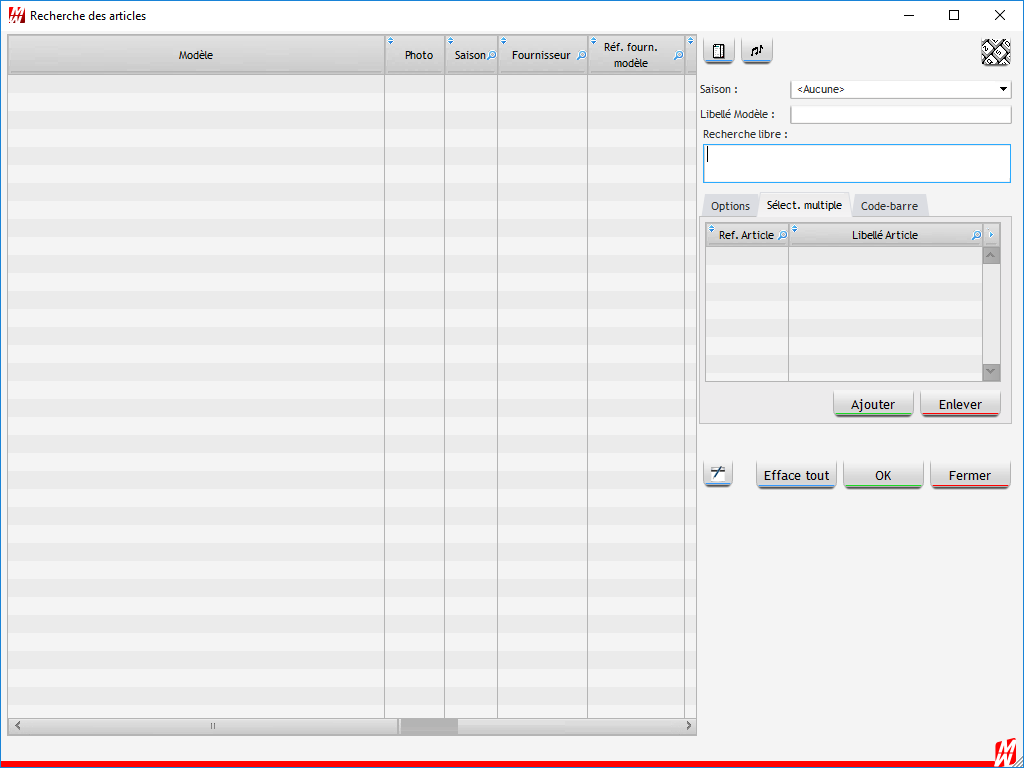 Recherche des articles
Modèle
Photo
Saison
Fournisseur
Réf. fourn.
modèle
Saison :
<Aucune>
Libellé Modèle :
Recherche libre :
Options
Sélect. multiple
Code-barre
Ref. Article
Libellé Article
Ajouter
Enlever
Efface tout
OK
Fermer